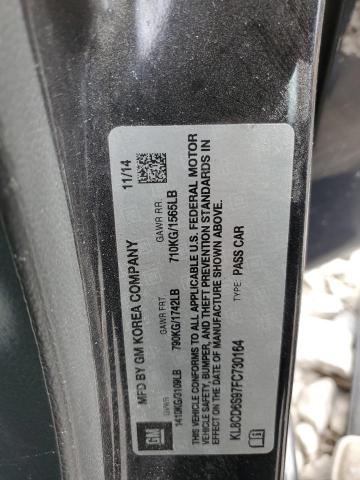 MFD BY GM KOREA COMPANY
11/14
GM
GAWR FRT.
GAWR RR.
1410KG/3109LB
790KG/1742LB
710KG/1565LB
THIS VEHICLE CONFORMS TO ALL APPLICABLE U.S. FEDERAL MOTOR
VEHICLE SAFETY, BUMPER, AND THEFT PREVENTION STANDARDS IN
EFFECT ON THE DATE OF MANUFACTURE SHOWN ABOVE.
KL8CD6S97FC730164
TYPE: PASS CAR